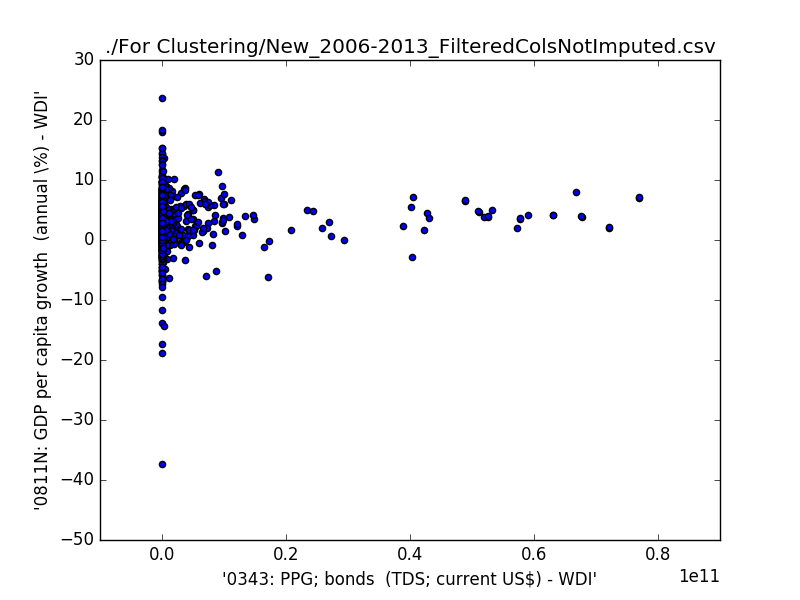 ./For Clustering/New_2006-2013_FilteredColsNotImputed.csv
30
20
10
0
−10
−20
−30
−40
−50
'0811N: GDP per capita growth  (annual \%) - WDI'
0.0 0.2 0.4 0.6 0.8
1e11
'0343: PPG; bonds  (TDS; current US$) - WDI'